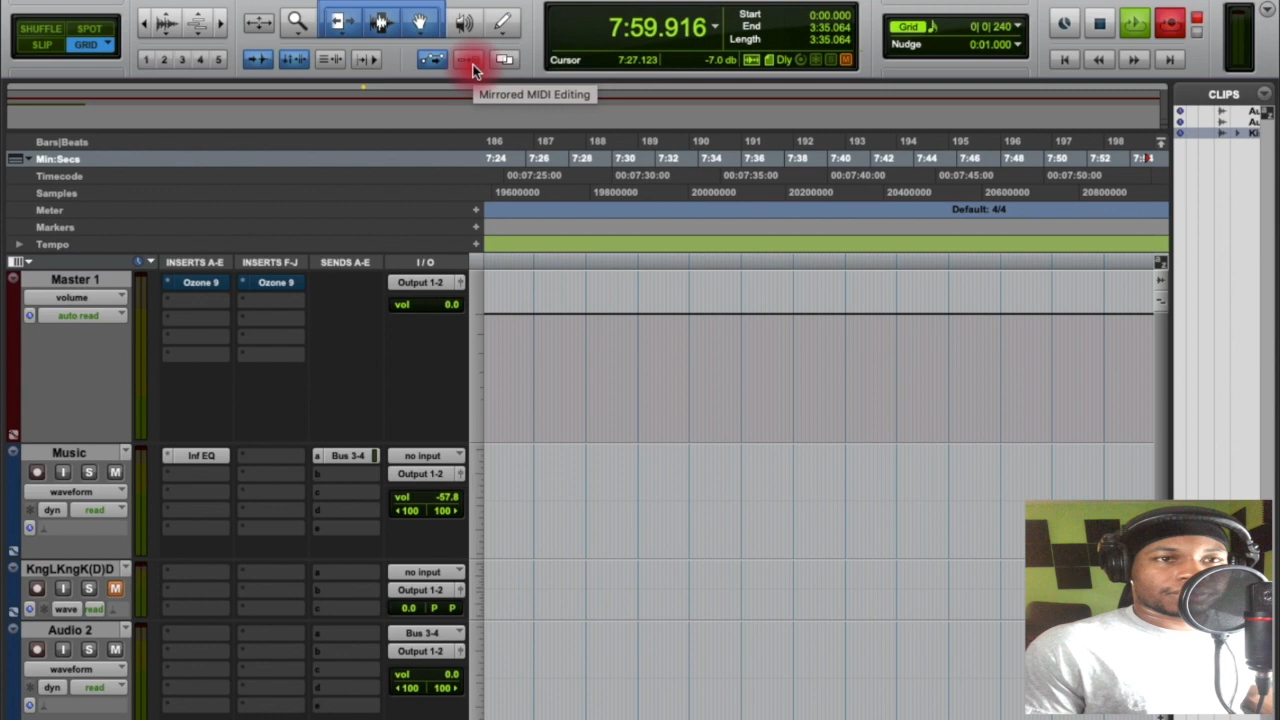 SHUFFLE SPOT
SLIP GRID
1 2 3 4 5
7:59.916
Start 0:00.000
End 3:35.064
Length 3:35.064
Cursor 7:27.123 -7.0 db Dly
Grid 0| 0| 240
Nudge 0:01.000
Mirrored MIDI Editing
CLIPS
Au
Au
Ki
Bars|Beats 186 187 188 189 190 191 192 193 194 195 196 197 198
Min:Secs 7:24 7:26 7:28 7:30 7:32 7:34 7:36 7:38 7:40 7:42 7:44 7:46 7:48 7:50 7:52
Timecode 00:07:25:00 00:07:30:00 00:07:35:00 00:07:40:00 00:07:45:00 00:07:50:00
Samples 19600000 19800000 20000000 20200000 20400000 20600000 20800000
Meter Default: 4/4
Markers
Tempo
INSERTS A-E INSERTS F-J SENDS A-E I / O
Master 1 Ozone 9 Ozone 9 Output 1-2
volume vol 0.0
auto read
Music Inf EQ a Bus 3-4 no input
I S M b Output 1-2
waveform c vol -57.8
dyn read d 100 100
e
KngLKngK(D)D a no input
I S M b Output 1-2
wave read c 0.0 P P
Audio 2 a Bus 3-4
I S M b Output 1-2
waveform c vol 0.0
dyn read d 100 100
e